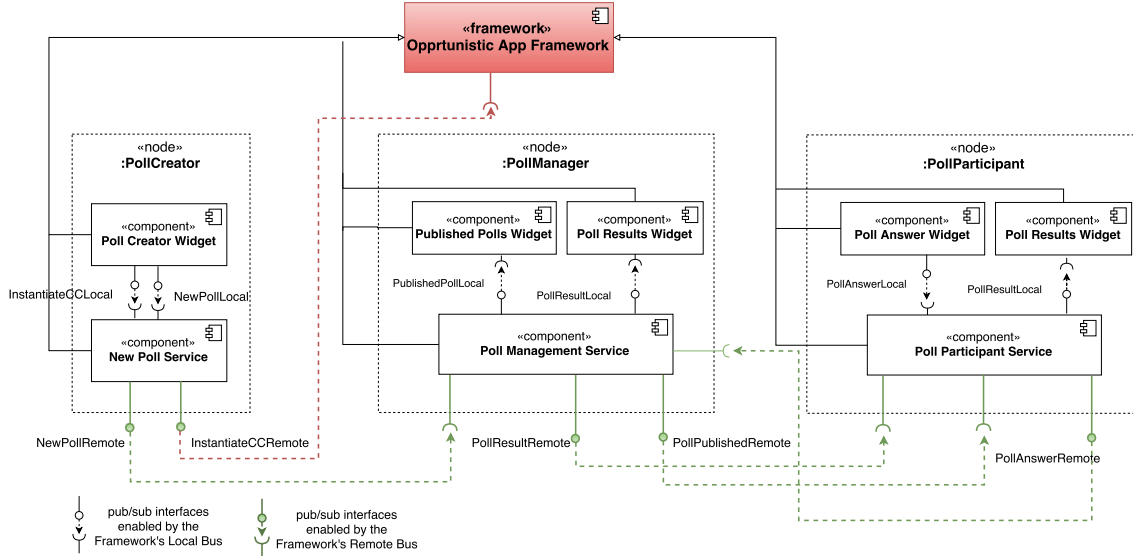 «framework»
Opprtunistic App Framework
«node»
:PollCreator
«node»
:PollManager
«node»
:PollParticipant
«component»
Poll Creator Widget
«component»
Published Polls Widget
«component»
Poll Results Widget
«component»
Poll Answer Widget
«component»
Poll Results Widget
InstantiateCCLocal
NewPollLocal
PublishedPollLocal
PollResultLocal
PollAnswerLocal
PollResultLocal
«component»
New Poll Service
«component»
Poll Management Service
«component»
Poll Participant Service
NewPollRemote
InstantiateCCRemote
PollResultRemote
PollPublishedRemote
PollAnswerRemote
pub/sub interfaces
enabled by the
Framework's Local Bus
pub/sub interfaces
enabled by the
Framework's Remote Bus